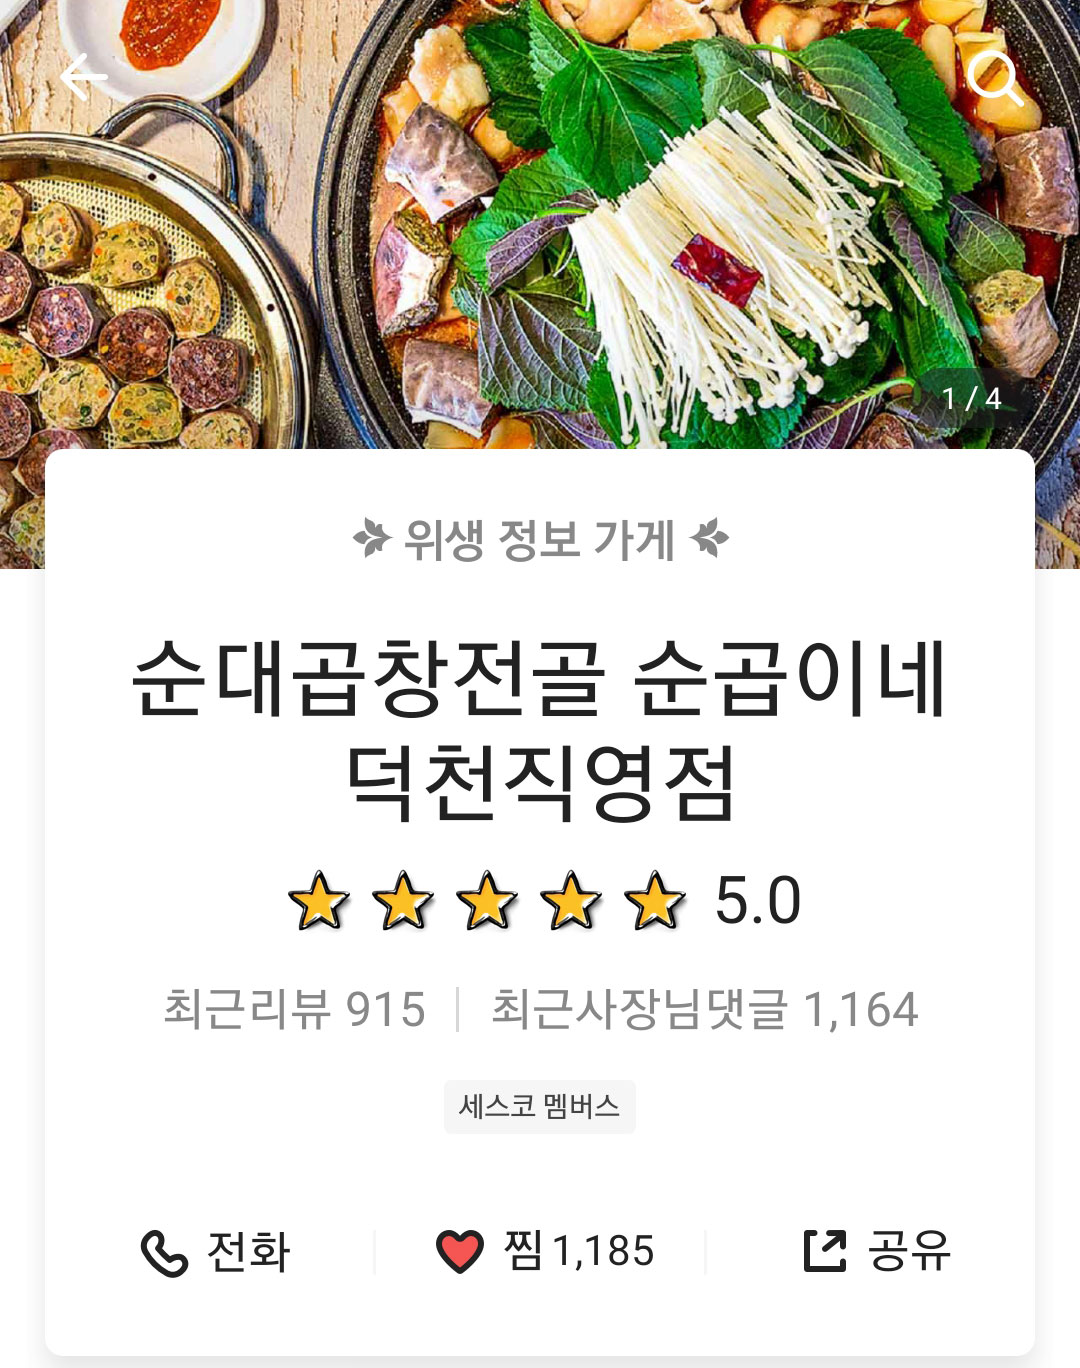 1 / 4
위생 정보 가게
순대곱창전골 순곱이네
덕천직영점
5.0
최근리뷰 915 | 최근사장님댓글 1,164
세스코 멤버스
전화 찜 1,185 공유